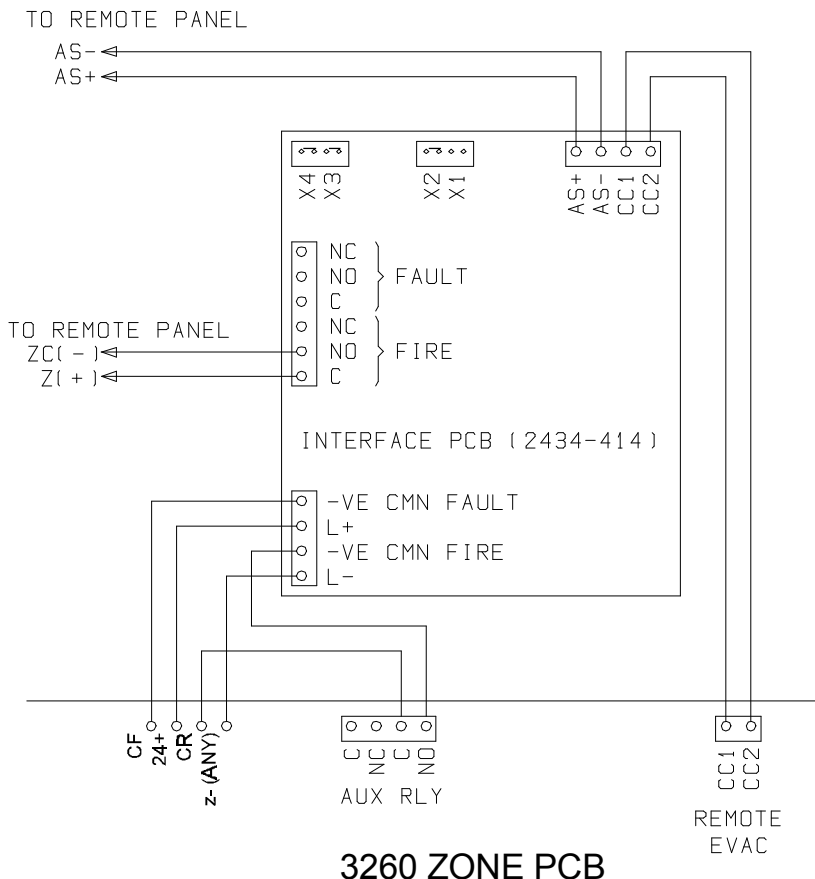 TO REMOTE PANEL
AS-
AS+
X4
X3
X2
X1
AS+
AS-
CC1
CC2
NC
NO
C
FAULT
NC
NO
C
FIRE
TO REMOTE PANEL
ZC(-)
Z(+)
INTERFACE PCB (2434-414)
-VE CMN FAULT
L+
-VE CMN FIRE
L-
CF
24+
CR
z-(ANY)
C
NC
C
NO
AUX RLY
CC1
CC2
REMOTE
EVAC
3260 ZONE PCB